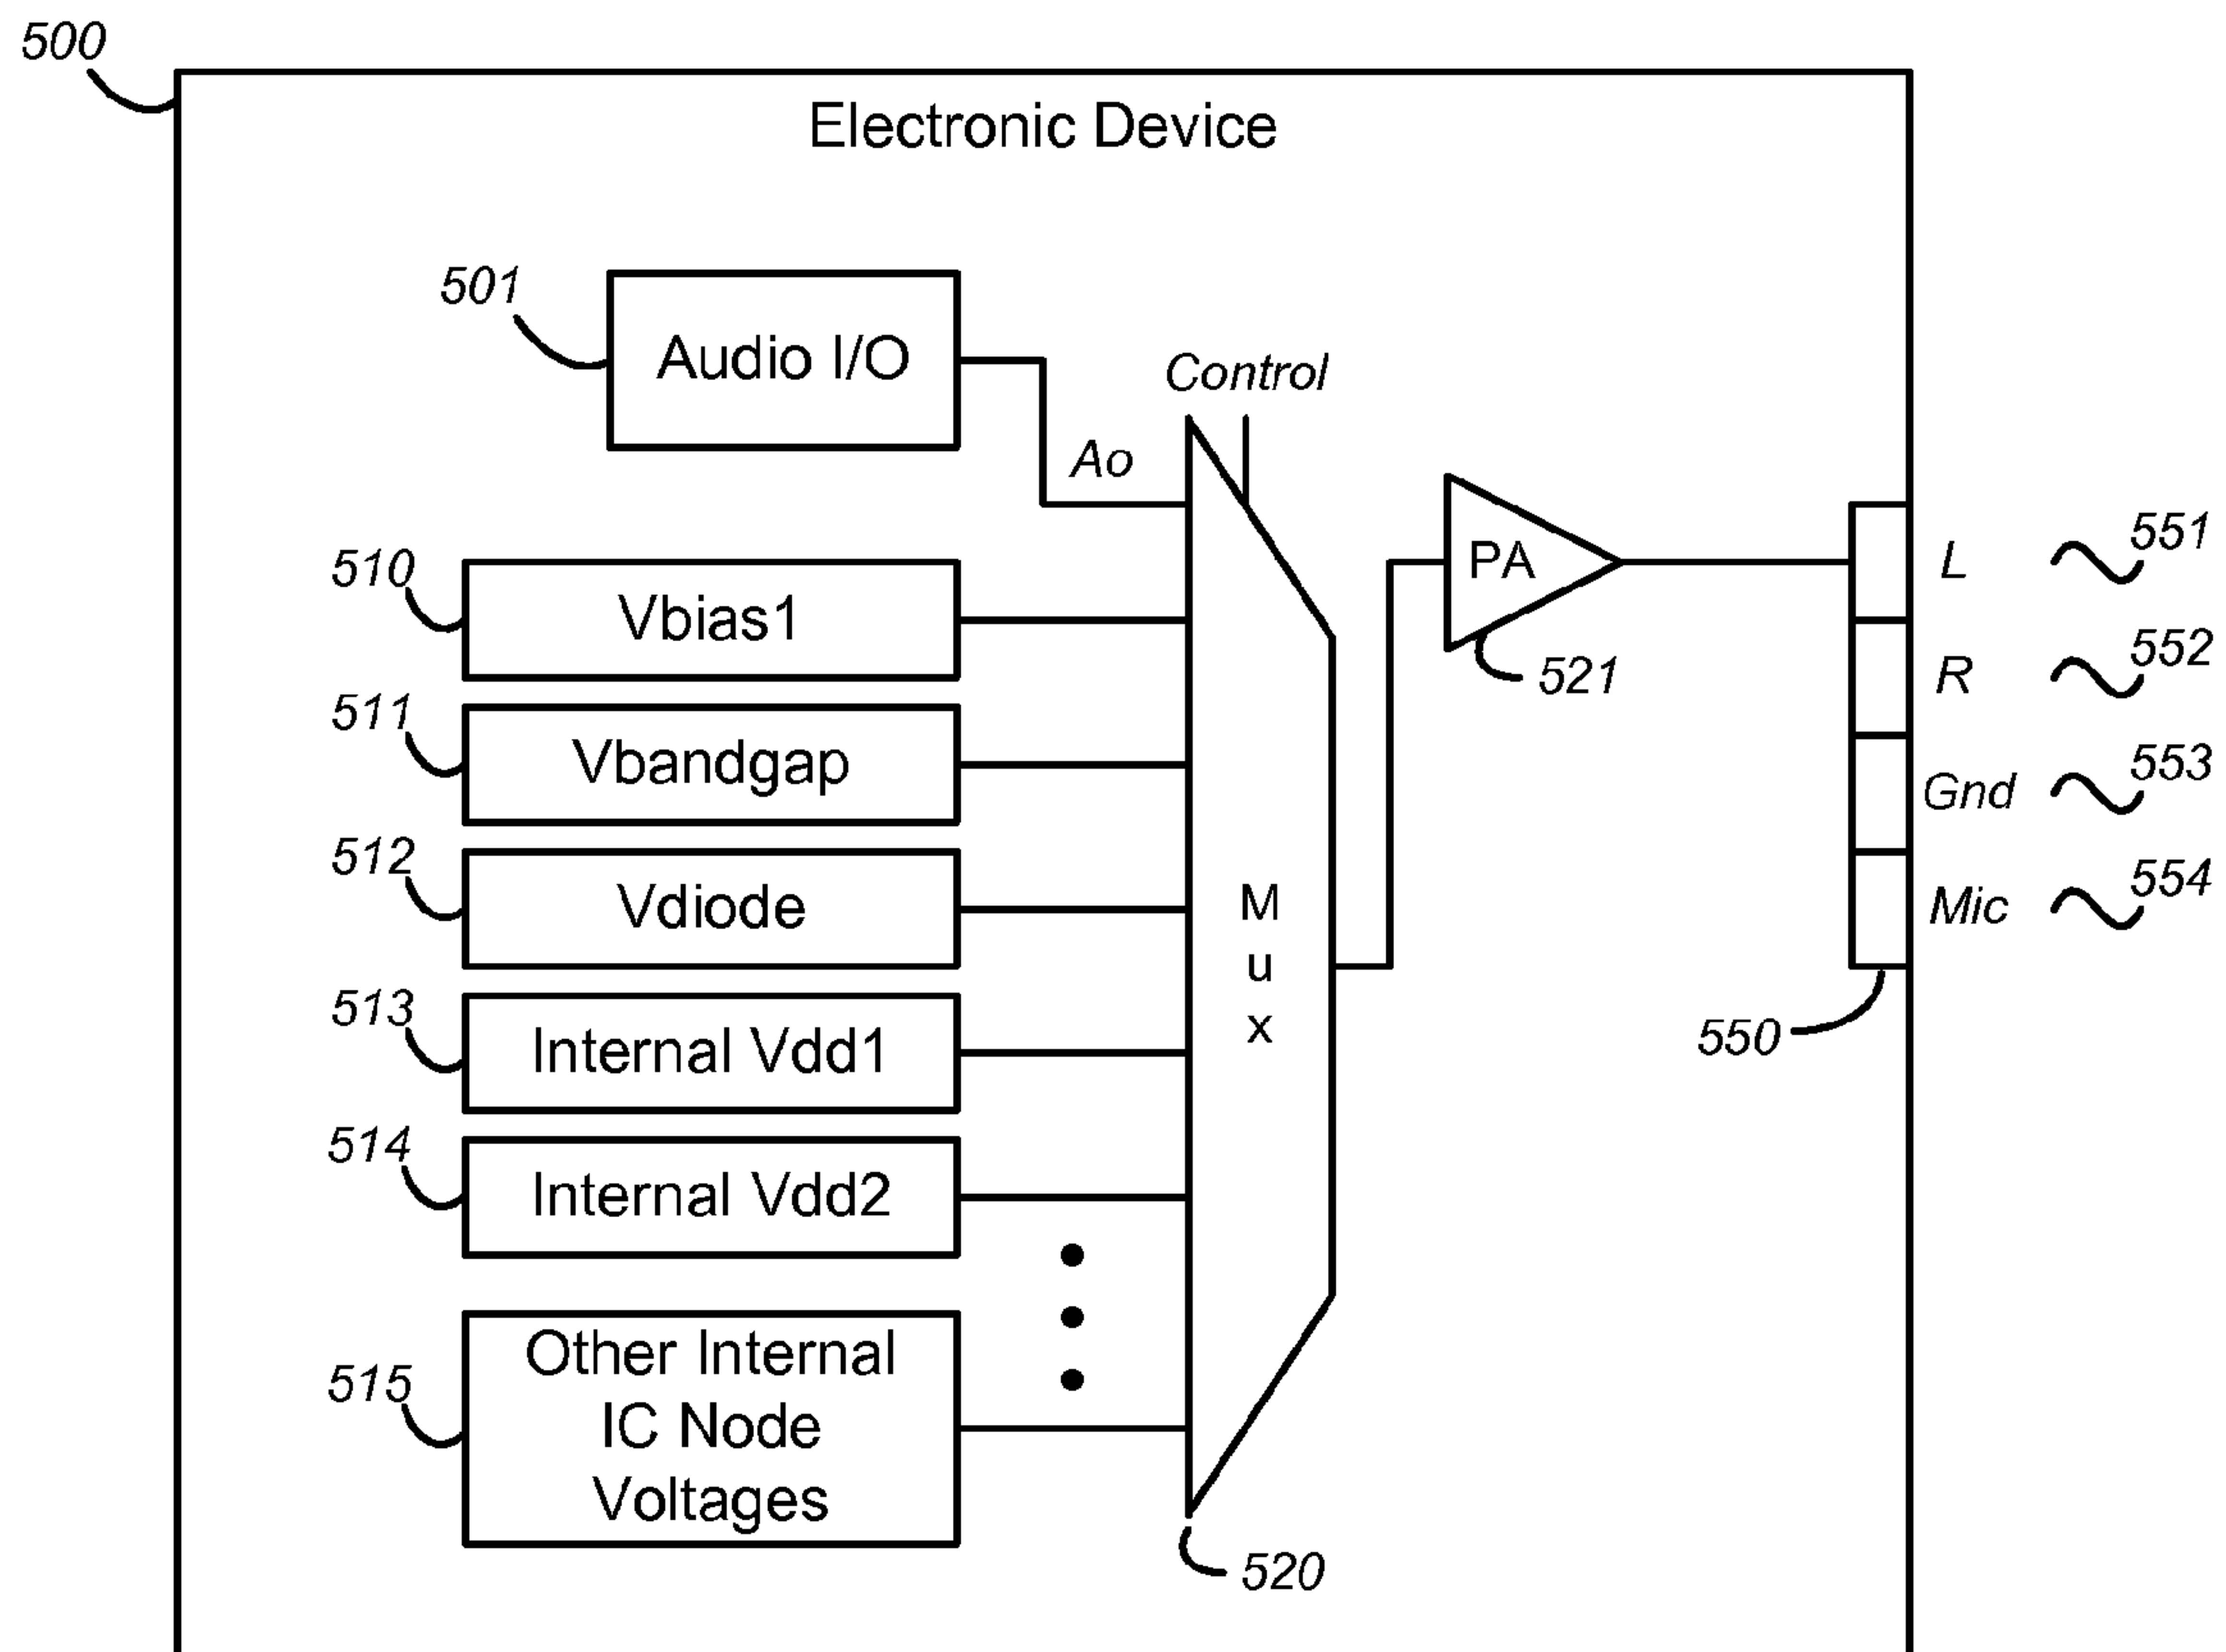 500
Electronic Device
501
Audio I/O
Control
Ao
510
Vbias1
PA
521
L
551
R
552
511
Vbandgap
Gnd
553
512
Vdiode
Mux
Mic
554
513
Internal Vdd1
550
514
Internal Vdd2
515
Other Internal
IC Node
Voltages
520